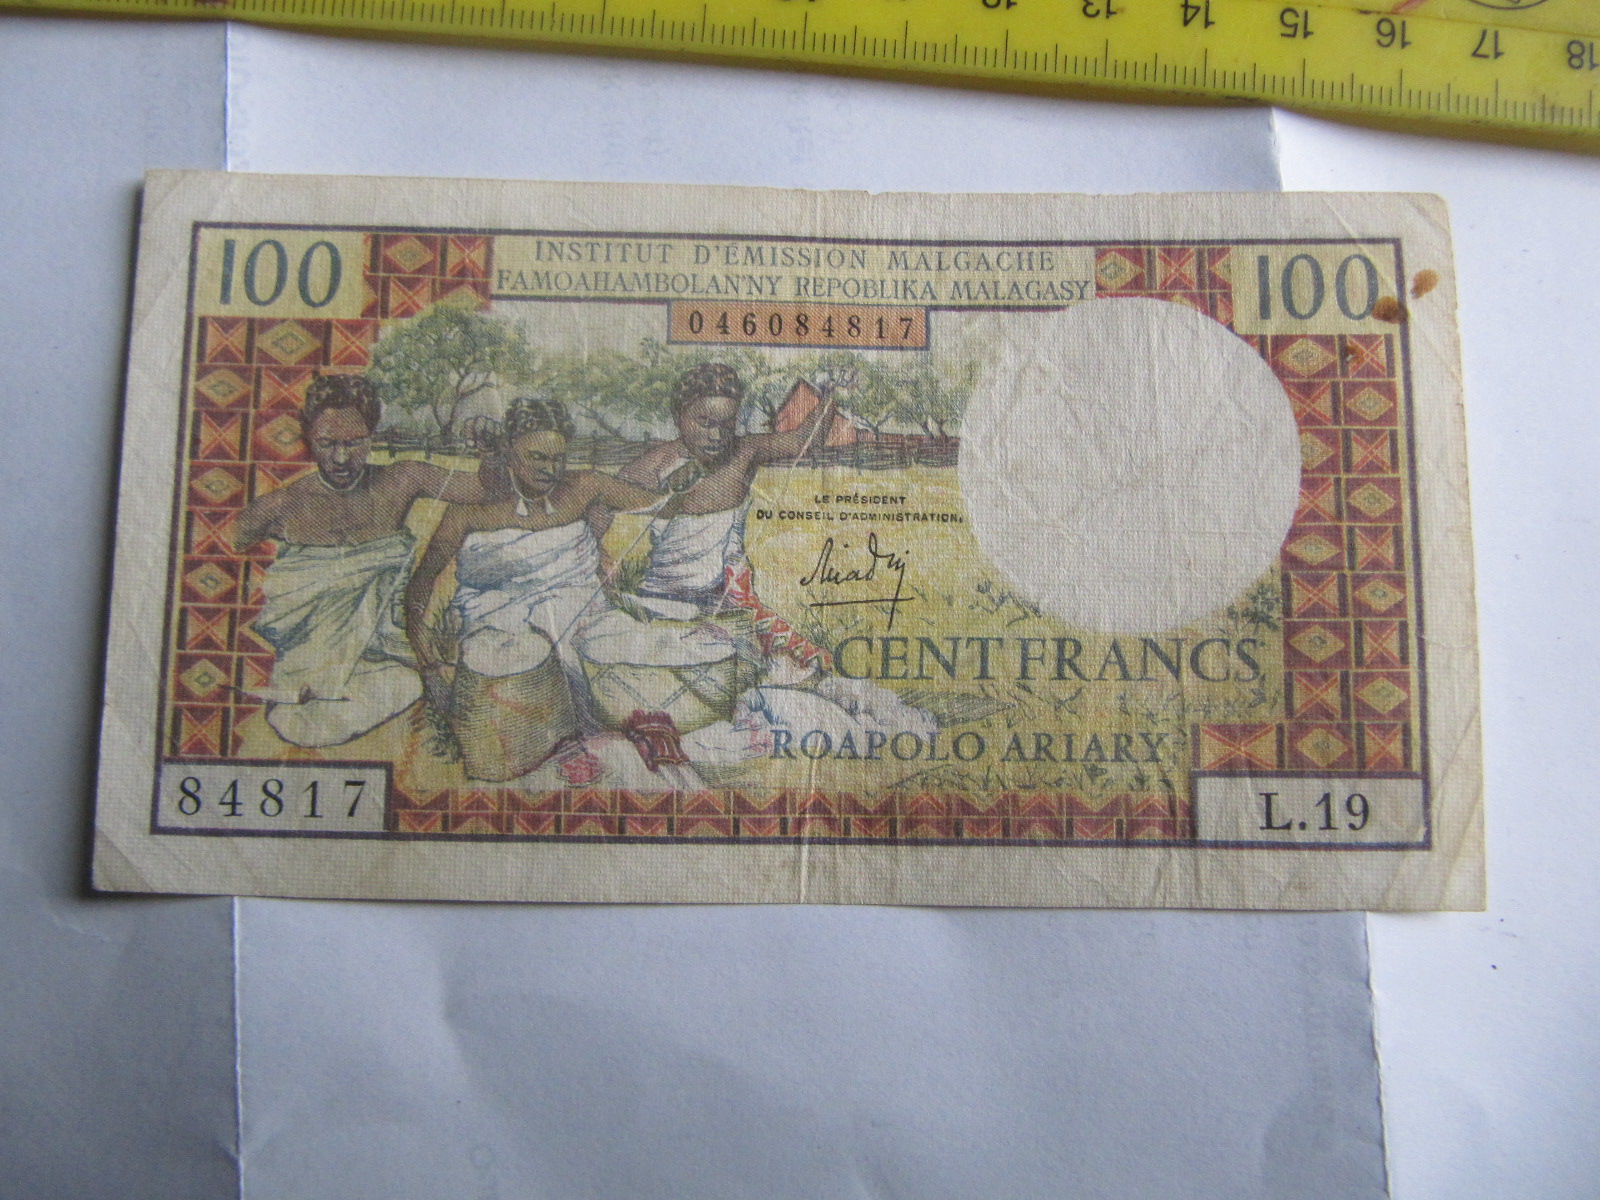 12 13 14 15 16 17 18
100 INSTITUT D'ÉMISSION MALGACHE 100
FAMOAHAMBOLAN'NY REPOBLIKA MALAGASY
046084817
LE PRÉSIDENT
DU CONSEIL D'ADMINISTRATION,
CENT FRANCS
ROAPOLO ARIARY
84817 L.19